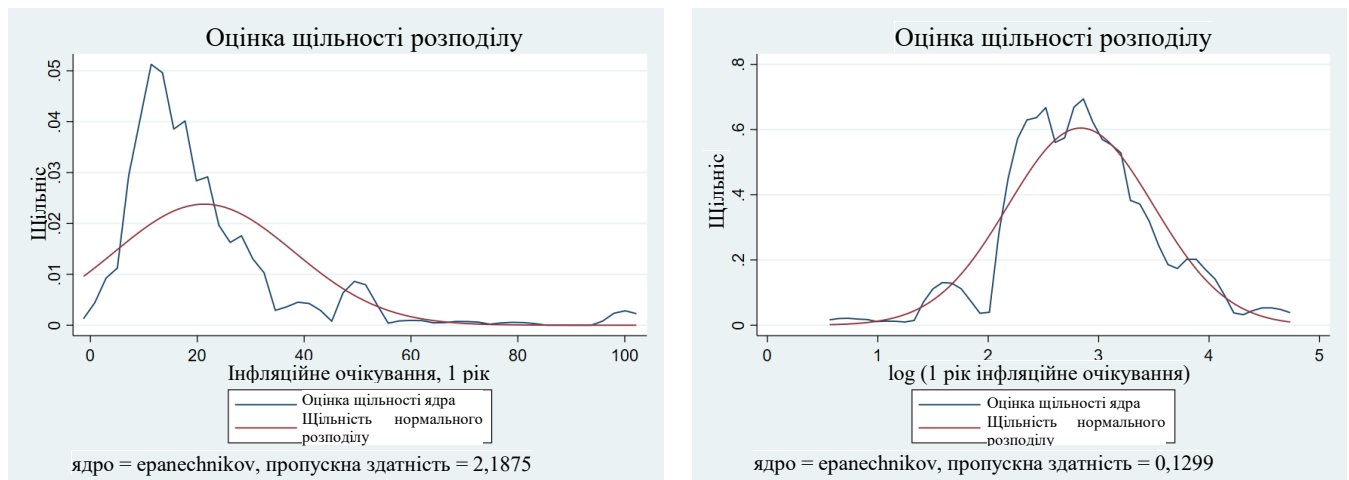 Оцінка щільності розподілу
.05
.04
.03
.02
.01
0
Щільніс
0 20 40 60 80 100
Інфляційне очікування, 1 рік
Оцінка щільності ядра
Щільність нормального
розподілу
ядро = epanechnikov, пропускна здатність = 2,1875
Оцінка щільності розподілу
.8
.6
.4
.2
0
Щільніс
0 1 2 3 4 5
log (1 рік інфляційне очікування)
Оцінка щільності ядра
Щільність нормального
розподілу
ядро = epanechnikov, пропускна здатність = 0,1299